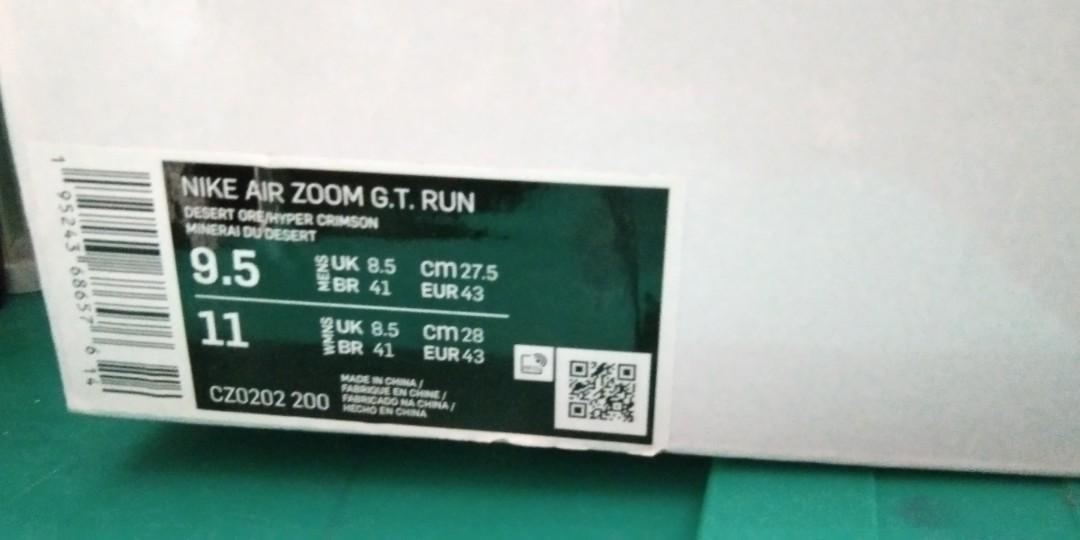 NIKE AIR ZOOM G.T. RUN
DESERT ORE/HYPER CRIMSON
MINERAI DU DESERT
9.5 MENS UK 8.5 cm 27.5
BR 41 EUR 43
11 WMNS UK 8.5 cm 28
BR 41 EUR 43
CZ0202 200
MADE IN CHINA /
FABRIQUE EN CHINE /
FABRICADO NA CHINA /
HECHO EN CHINA
1 95243 68657 6 14